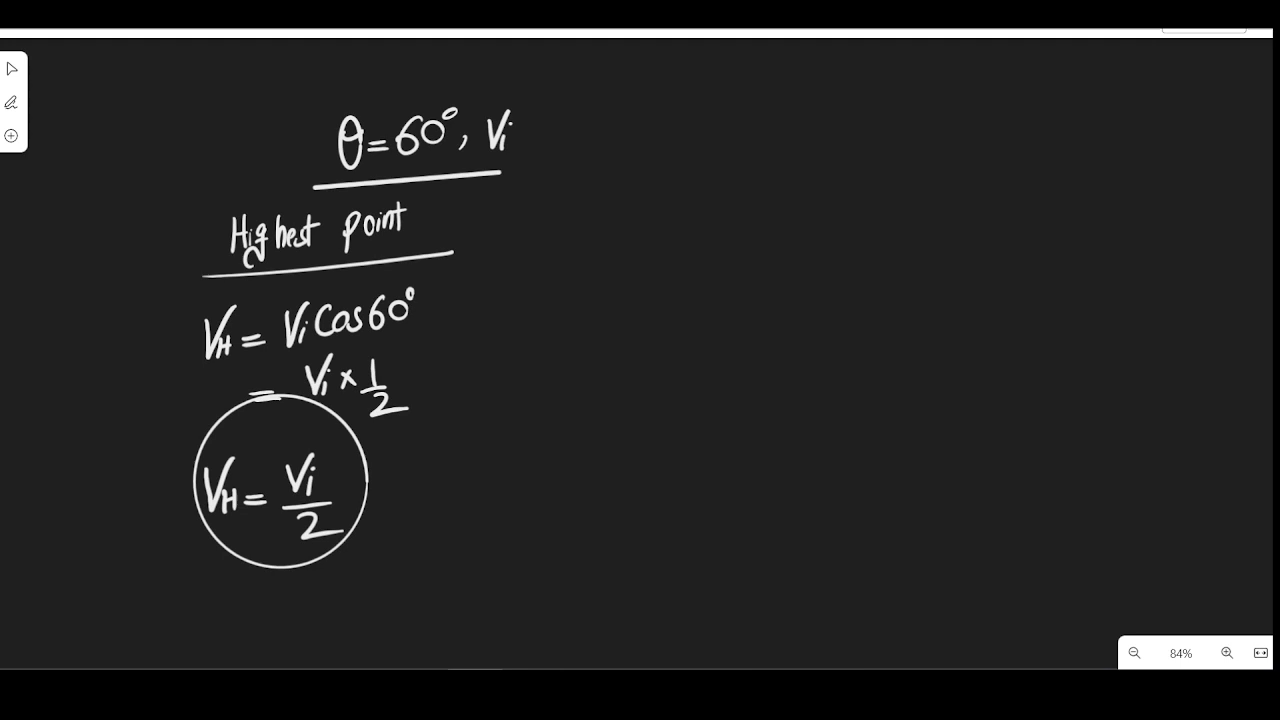 θ = 60°, Vi
Highest point
VH = Vi Cos60°
= Vi × 1/2
VH = Vi/2
84%